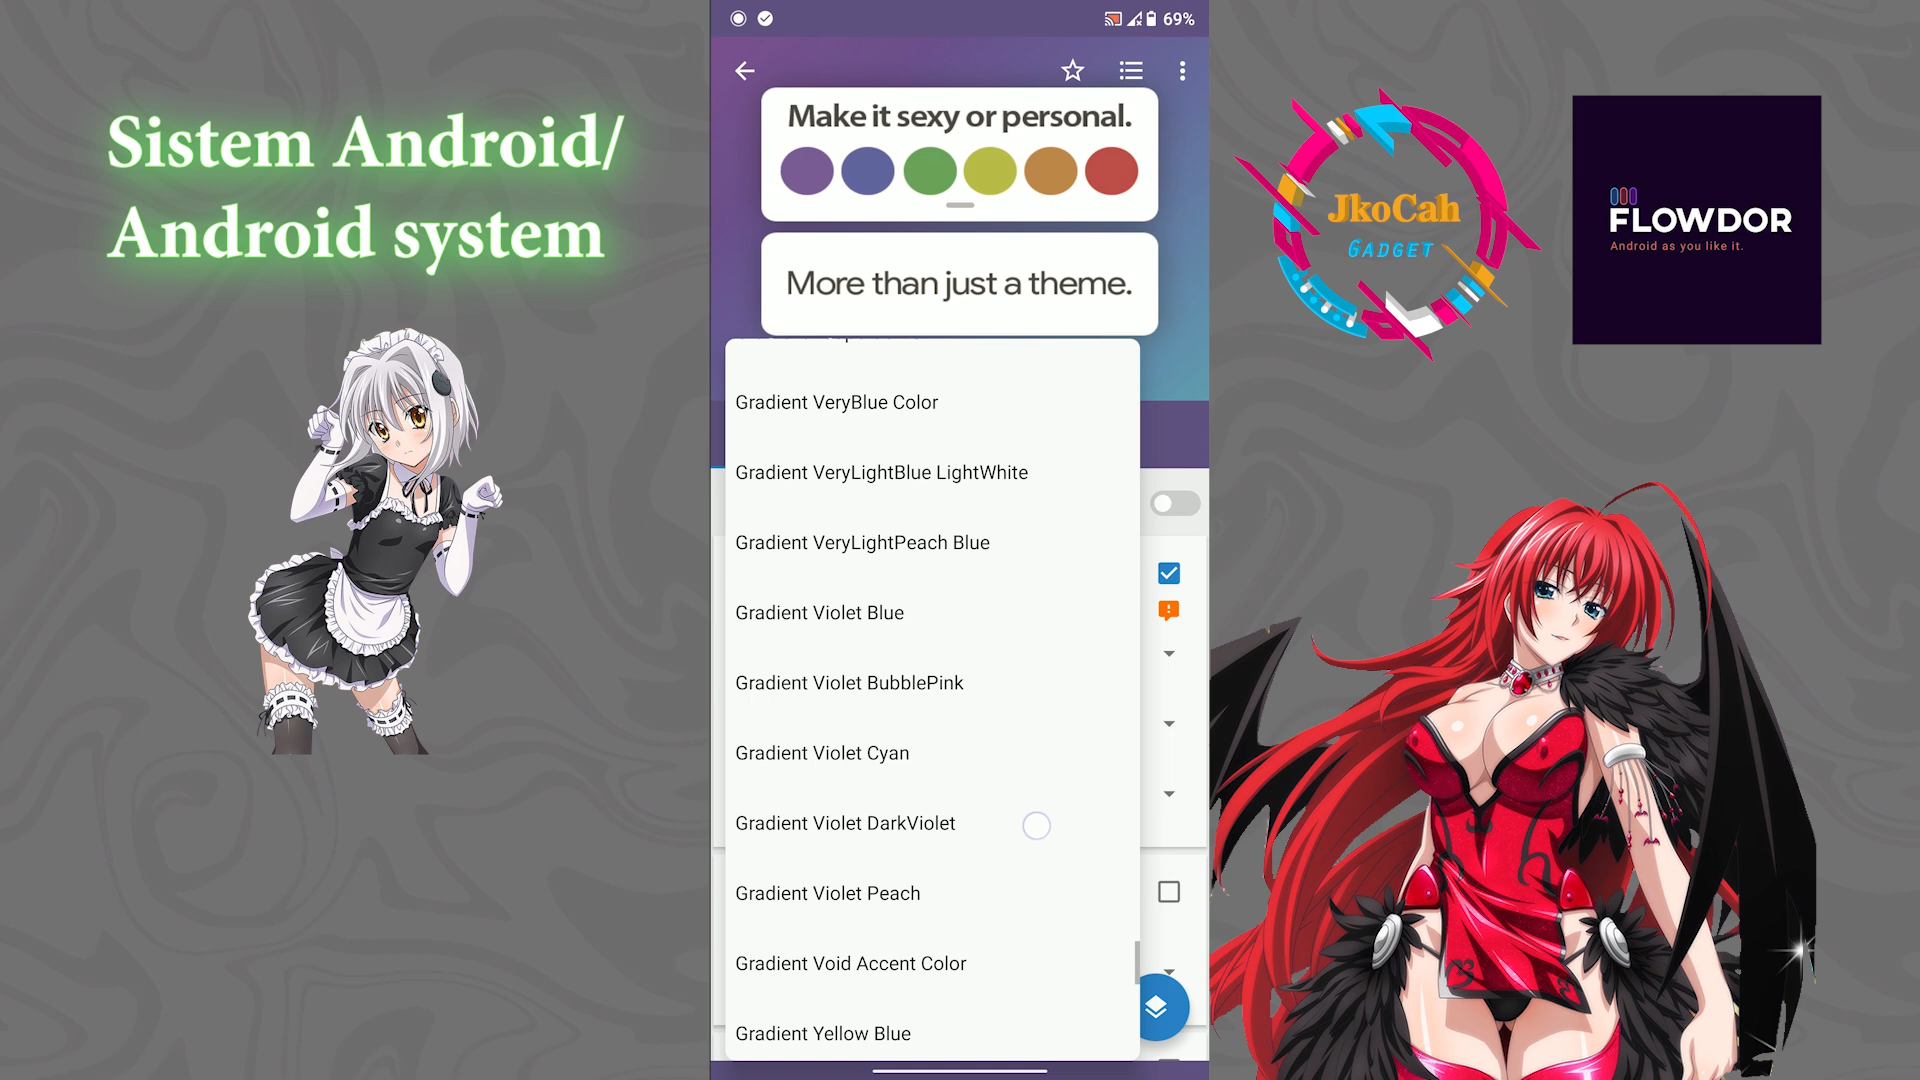 Sistem Android/
Android system
69%
Make it sexy or personal.
More than just a theme.
Gradient VeryBlue Color
Gradient VeryLightBlue LightWhite
Gradient VeryLightPeach Blue
Gradient Violet Blue
Gradient Violet BubblePink
Gradient Violet Cyan
Gradient Violet DarkViolet
Gradient Violet Peach
Gradient Void Accent Color
Gradient Yellow Blue
JkoCah
GADGET
FLOWDOR
Android as you like it.